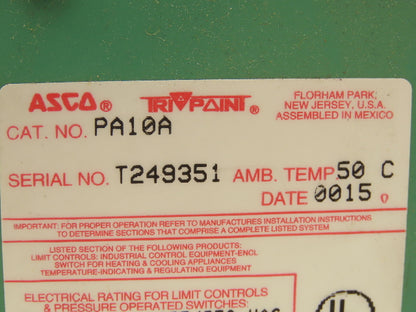 ASCO® TRI-POINT®
FLORHAM PARK,
NEW JERSEY, U.S.A.
ASSEMBLED IN MEXICO
CAT. NO. PA10A
SERIAL NO. T249351 AMB. TEMP. 50 C
DATE 0015
IMPORTANT: FOR PROPER OPERATION REFER TO MANUFACTURES INSTALLATION INSTRUCTIONS
TO DETERMINE SECTIONS THAT COMPRISE A COMPLETE LISTED SYSTEM
LISTED SECTION OF THE FOLLOWING PRODUCTS:
LIMIT CONTROLS: INDUSTRIAL CONTROL EQUIPMENT-ENCL
SWITCH FOR HEATING & COOLING APPLIANCES
TEMPERATURE-INDICATING & REGULATING EQUIPMENT
ELECTRICAL RATING FOR LIMIT CONTROLS
& PRESSURE OPERATED SWITCHES
UL